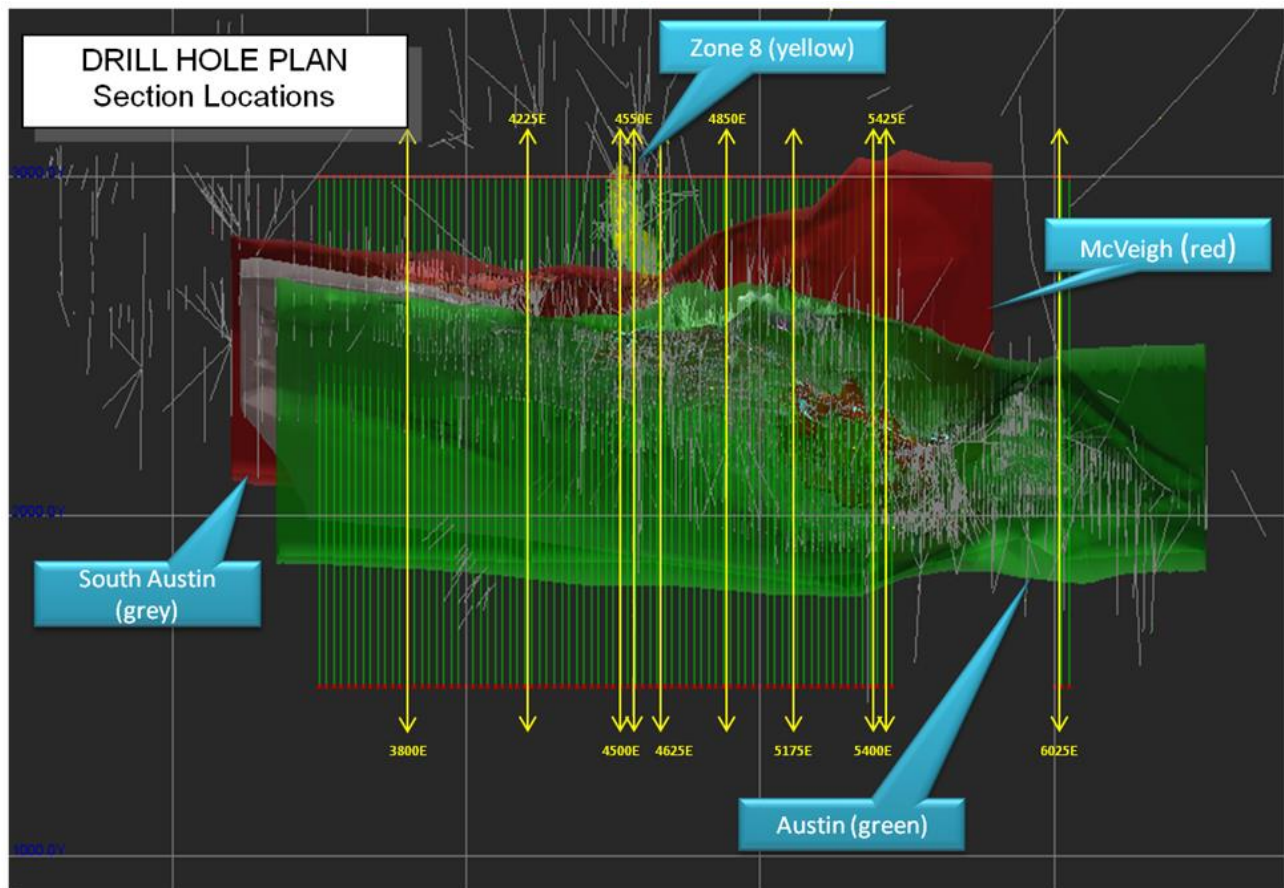 DRILL HOLE PLAN
Section Locations
Zone 8 (yellow)
4225E
4550E
4850E
5425E
McVeigh (red)
South Austin
(grey)
3800E
4500E
4625E
5175E
5400E
6025E
Austin (green)